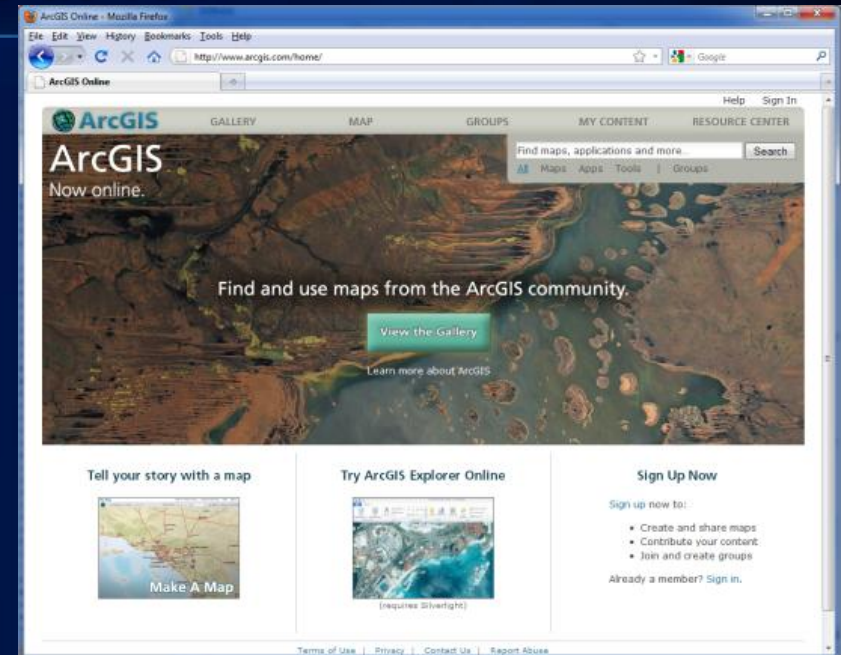 ArcGIS Online - Mozilla Firefox
File Edit View History Bookmarks Tools Help
http://www.arcgis.com/home/
Google
ArcGIS Online
Help Sign In
ArcGIS GALLERY MAP GROUPS MY CONTENT RESOURCE CENTER
ArcGIS
Now online.
Find maps, applications and more... Search
All Maps Apps Tools | Groups
Find and use maps from the ArcGIS community.
View the Gallery
Learn more about ArcGIS
Tell your story with a map
Make A Map
Try ArcGIS Explorer Online
(requires Silverlight)
Sign Up Now
Sign up now to:
• Create and share maps
• Contribute your content
• Join and create groups
Already a member? Sign in.
Terms of Use | Privacy | Contact Us | Report Abuse